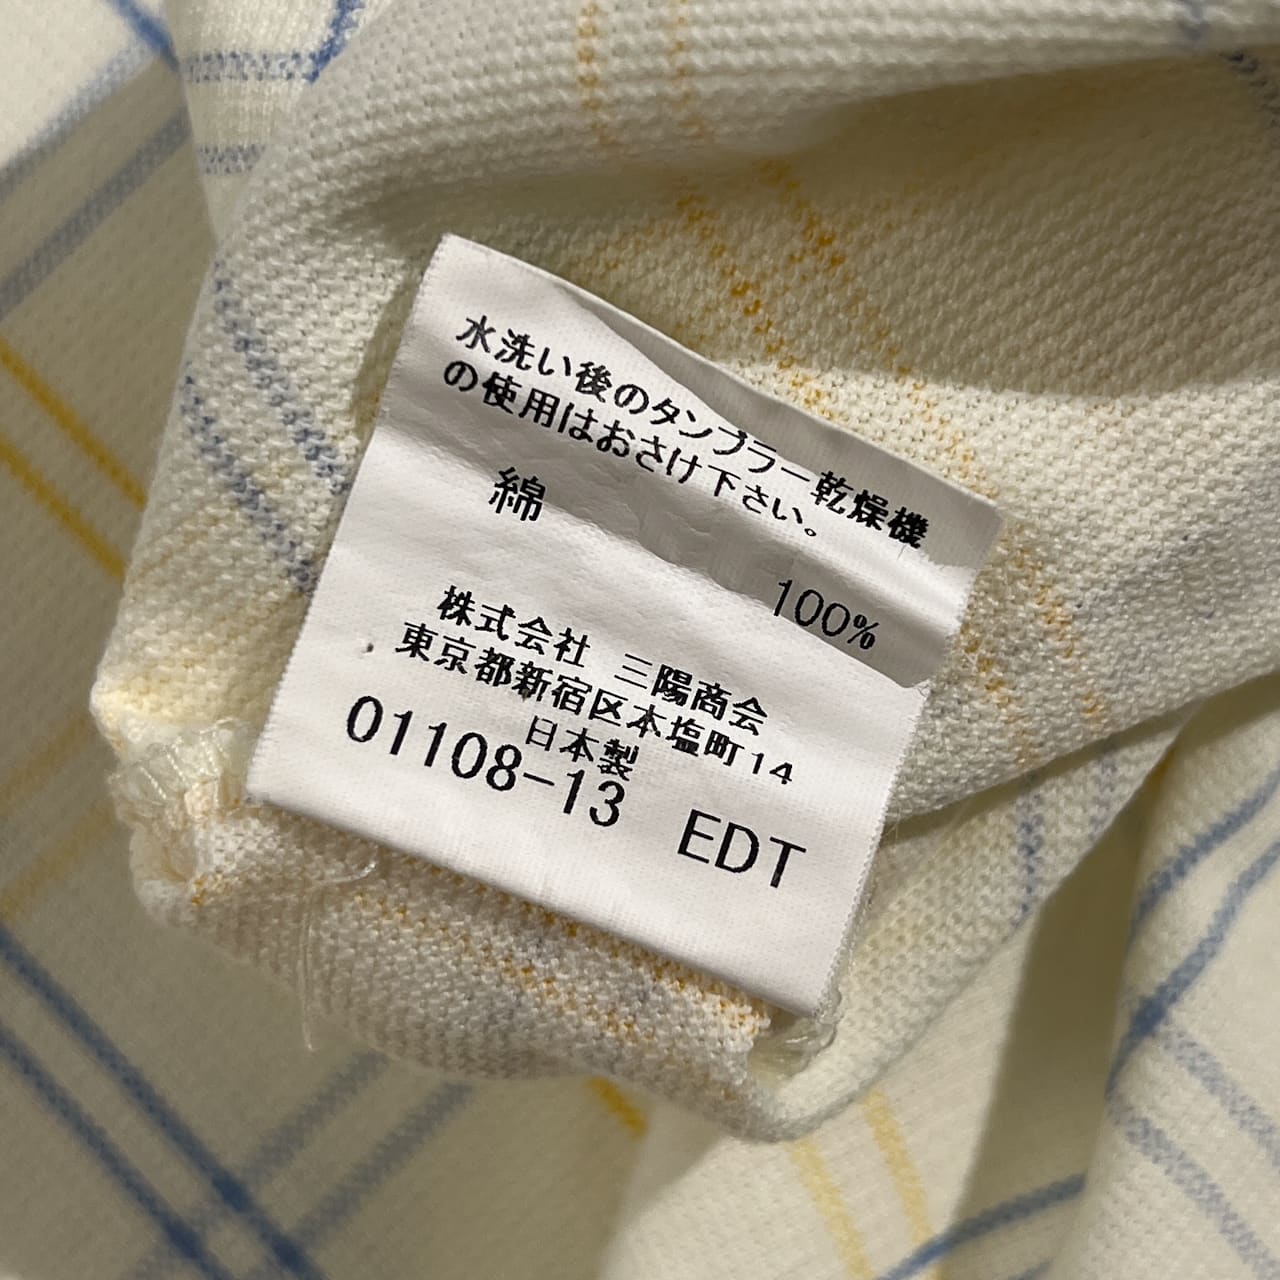 水洗い後のタンブラー乾燥機
の使用はおさけ下さい。
綿 100%
株式会社 三陽商会
東京都新宿区本塩町14
日本製
01108-13 EDT